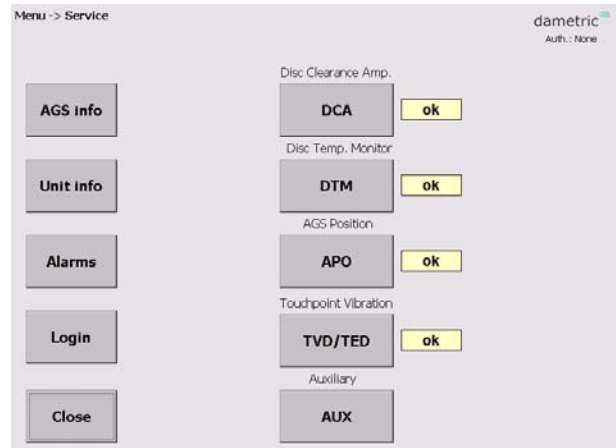 Menu -> Service
dametric
Auth.: None
Disc Clearance Amp.
AGS info
DCA
ok
Disc Temp. Monitor
Unit info
DTM
ok
AGS Position
Alarms
APO
ok
Touchpoint Vibration
Login
TVD/TED
ok
Auxiliary
Close
AUX